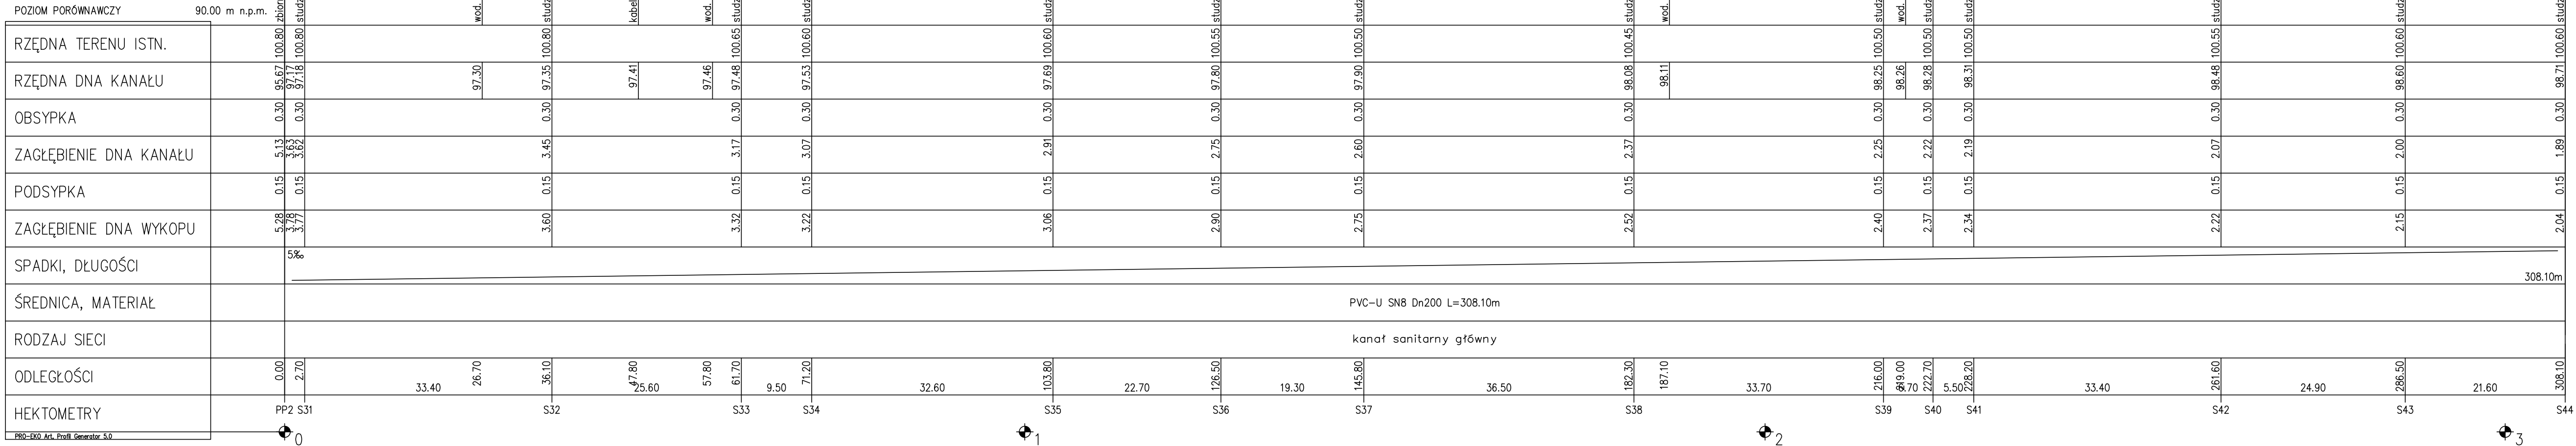 POZIOM PORÓWNAWCZY 90.00 m n.p.m. wod. kabel wod. wod. wod.
RZĘDNA TERENU ISTN. 100.80 100.80 100.80 100.65 100.60 100.60 100.55 100.50 100.45 100.50 100.50 100.50 100.55 100.60 100.60
RZĘDNA DNA KANAŁU 95.67 97.17 97.18 97.30 97.35 97.41 97.46 97.48 97.53 97.69 97.80 97.90 98.08 98.11 98.25 98.26 98.28 98.31 98.48 98.60 98.71
OBSYPKA 0.30 0.30 0.30 0.30 0.30 0.30 0.30 0.30 0.30 0.30 0.30 0.30 0.30 0.30 0.30
ZAGŁĘBIENIE DNA KANAŁU 5.13 3.63 3.62 3.45 3.17 3.07 2.91 2.75 2.60 2.37 2.25 2.22 2.19 2.07 2.00 1.89
PODSYPKA 0.15 0.15 0.15 0.15 0.15 0.15 0.15 0.15 0.15 0.15 0.15 0.15 0.15 0.15 0.15
ZAGŁĘBIENIE DNA WYKOPU 5.28 3.78 3.77 3.60 3.32 3.22 3.06 2.90 2.75 2.52 2.40 2.37 2.34 2.22 2.15 2.04
SPADKI, DŁUGOŚCI 5‰ 308.10m
ŚREDNICA, MATERIAŁ PVC-U SN8 Dn200 L=308.10m
RODZAJ SIECI kanał sanitarny główny
ODLEGŁOŚCI 0.00 2.70 26.70 36.10 47.80 57.80 61.70 71.20 103.80 126.50 145.80 182.30 187.10 216.00 219.00 222.70 228.20 261.60 286.50 308.10
33.40 25.60 9.50 32.60 22.70 19.30 36.50 33.70 6.70 5.50 33.40 24.90 21.60
HEKTOMETRY PP2 S31 S32 S33 S34 S35 S36 S37 S38 S39 S40 S41 S42 S43 S44
PRO-EKO Art. Profil Generator 5.0 0 1 2 3